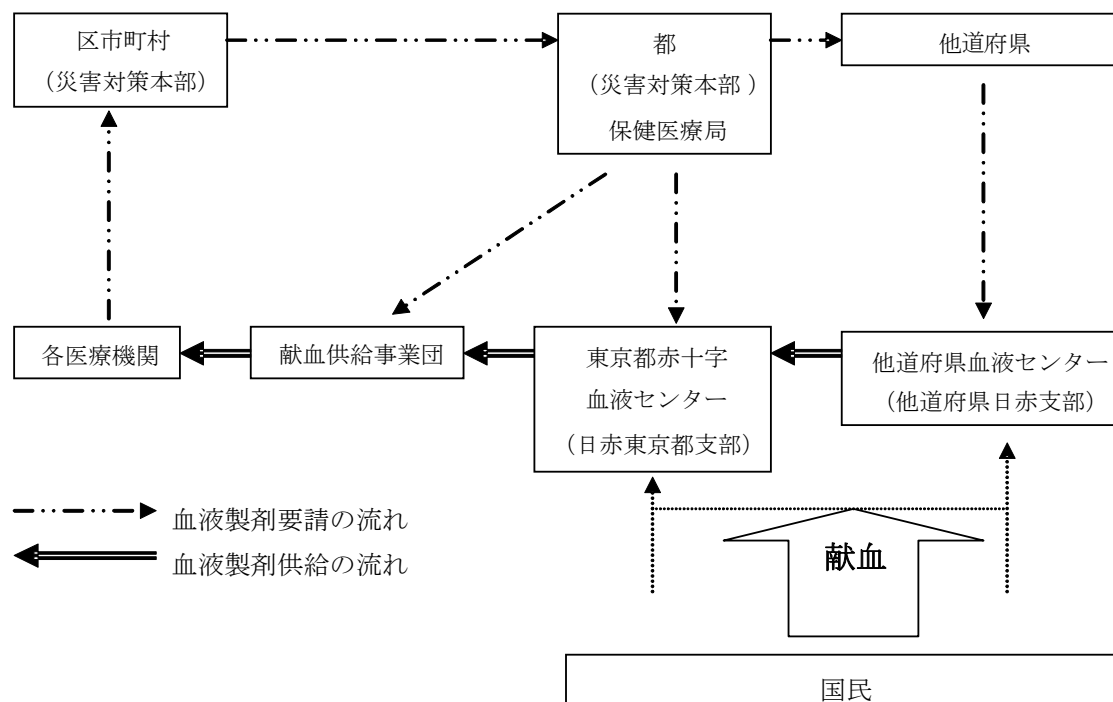 区市町村
（災害対策本部）
都
（災害対策本部 ）
保健医療局
他道府県
各医療機関
献血供給事業団
東京都赤十字
血液センター
（日赤東京都支部）
他道府県血液センター
（他道府県日赤支部）
血液製剤要請の流れ
血液製剤供給の流れ
献血
国民